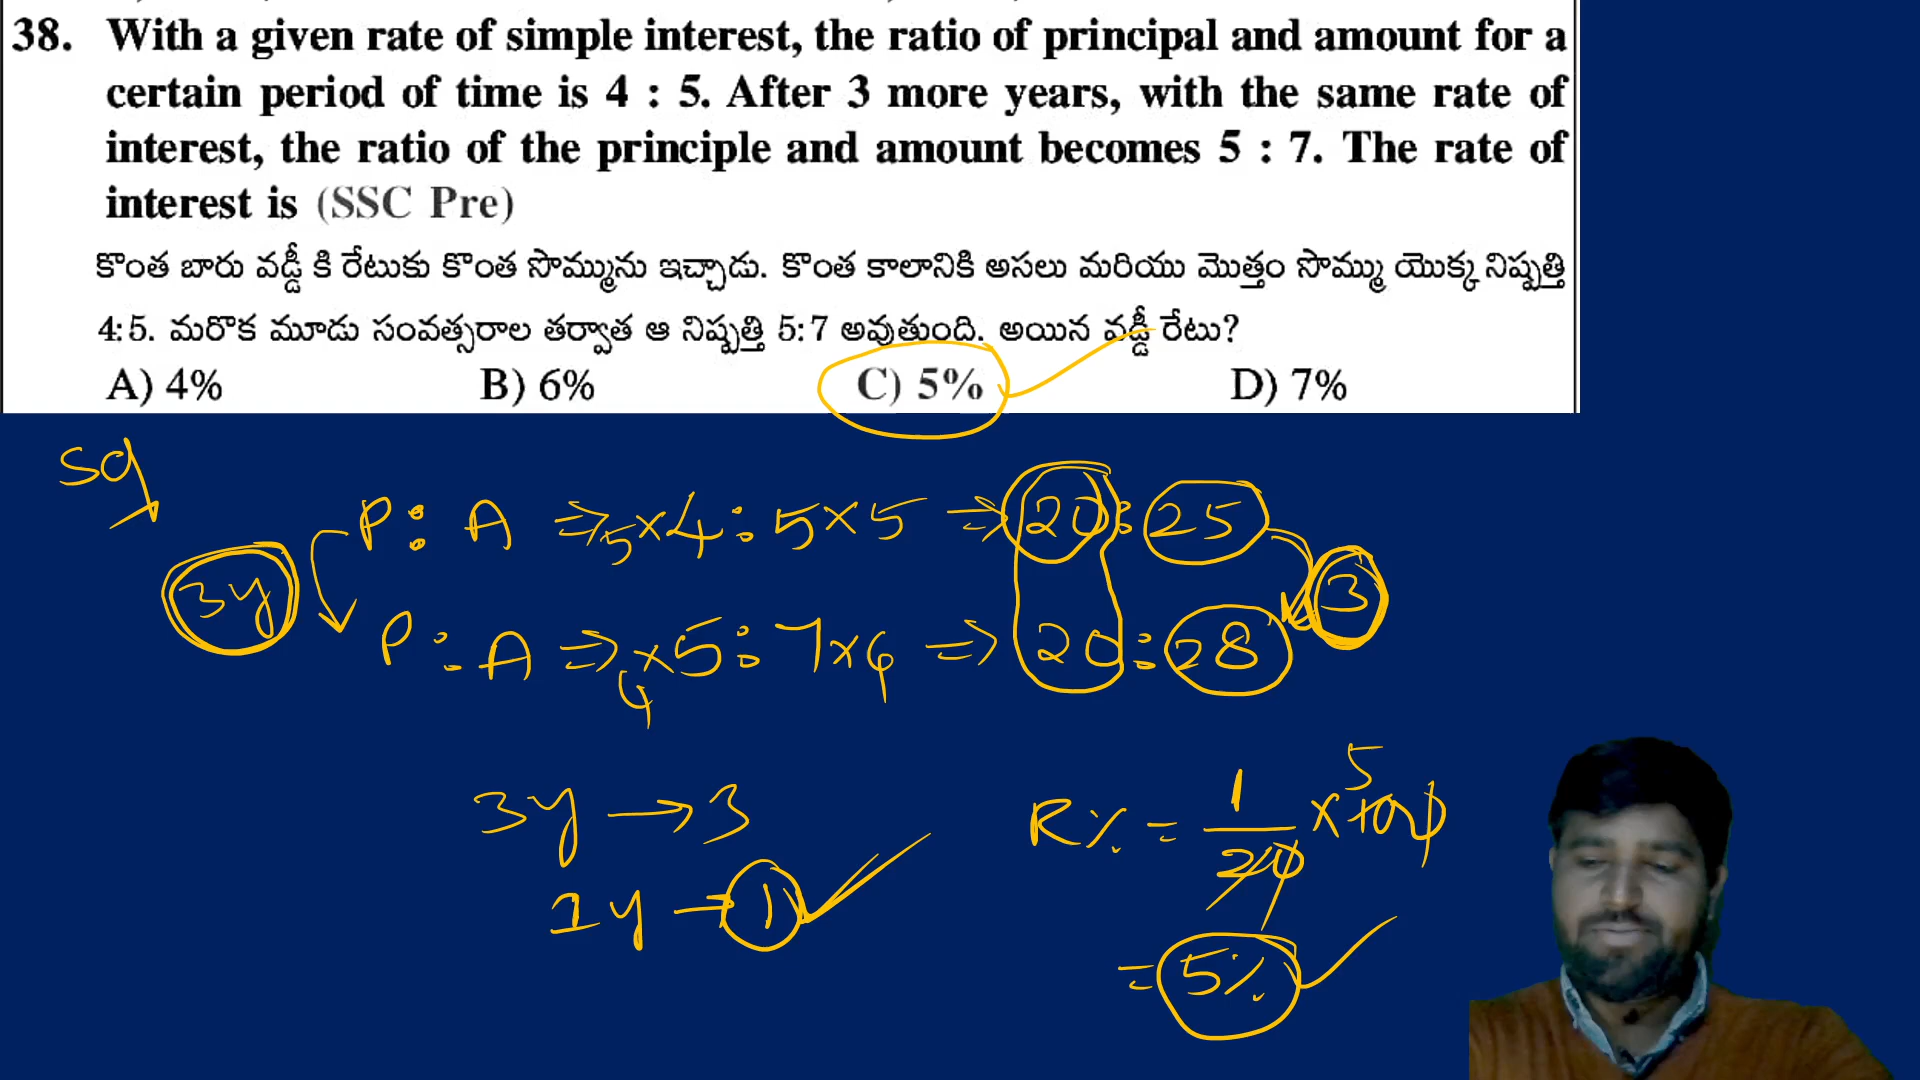 38. With a given rate of simple interest, the ratio of principal and amount for a
certain period of time is 4 : 5. After 3 more years, with the same rate of
interest, the ratio of the principle and amount becomes 5 : 7. The rate of
interest is (SSC Pre)
కొంత బారు వడ్డీ కి రేటుకు కొంత సొమ్మును ఇచ్చాడు. కొంత కాలానికి అసలు మరియు మొత్తం సొమ్ము యొక్క నిష్పత్తి
4:5. మరొక మూడు సంవత్సరాల తర్వాత ఆ నిష్పత్తి 5:7 అవుతుంది. అయిన వడ్డీ రేటు?
A) 4% B) 6% C) 5% D) 7%
P : A ⇒ 5×4 : 5×5 ⇒ 20 : 25
3y 3
P : A ⇒ 4×5 : 7×4 ⇒ 20 : 28
3y → 3 R% = 1/20 × 100 5
1y → 1
= 5%